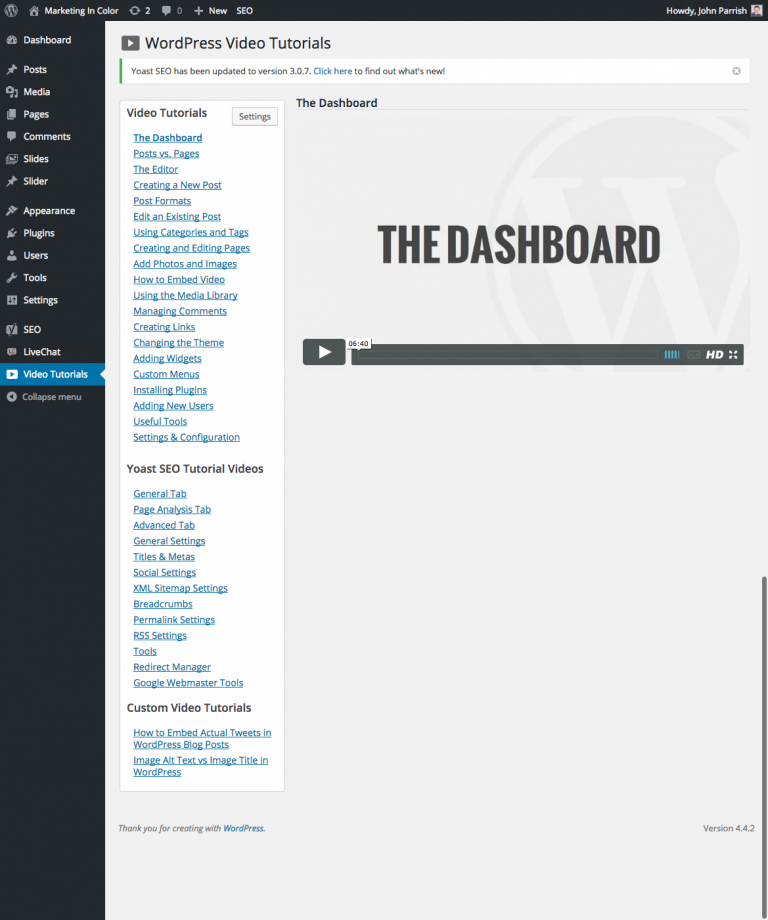 Marketing In Color 2 0 New SEO Howdy, John Parrish
Dashboard
Posts
Media
Pages
Comments
Slides
Slider
Appearance
Plugins
Users
Tools
Settings
SEO
LiveChat
Video Tutorials
Collapse menu
WordPress Video Tutorials
Yoast SEO has been updated to version 3.0.7. Click here to find out what's new!
Video Tutorials
Settings
The Dashboard
Posts vs. Pages
The Editor
Creating a New Post
Post Formats
Edit an Existing Post
Using Categories and Tags
Creating and Editing Pages
Add Photos and Images
How to Embed Video
Using the Media Library
Managing Comments
Creating Links
Changing the Theme
Adding Widgets
Custom Menus
Installing Plugins
Adding New Users
Useful Tools
Settings & Configuration
Yoast SEO Tutorial Videos
General Tab
Page Analysis Tab
Advanced Tab
General Settings
Titles & Metas
Social Settings
XML Sitemap Settings
Breadcrumbs
Permalink Settings
RSS Settings
Tools
Redirect Manager
Google Webmaster Tools
Custom Video Tutorials
How to Embed Actual Tweets in
WordPress Blog Posts
Image Alt Text vs Image Title in
WordPress
The Dashboard
THE DASHBOARD
06:40
CC HD
Thank you for creating with WordPress.
Version 4.4.2